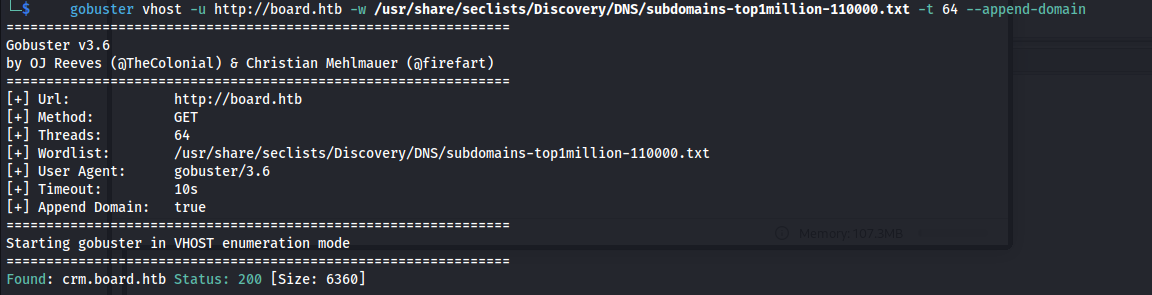 └─$ gobuster vhost -u http://board.htb -w /usr/share/seclists/Discovery/DNS/subdomains-top1million-110000.txt -t 64 --append-domain
===============================================================
Gobuster v3.6
by OJ Reeves (@TheColonial) & Christian Mehlmauer (@firefart)
===============================================================
[+] Url: http://board.htb
[+] Method: GET
[+] Threads: 64
[+] Wordlist: /usr/share/seclists/Discovery/DNS/subdomains-top1million-110000.txt
[+] User Agent: gobuster/3.6
[+] Timeout: 10s
[+] Append Domain: true
===============================================================
Starting gobuster in VHOST enumeration mode
Memory: 107.3MB
===============================================================
Found: crm.board.htb Status: 200 [Size: 6360]